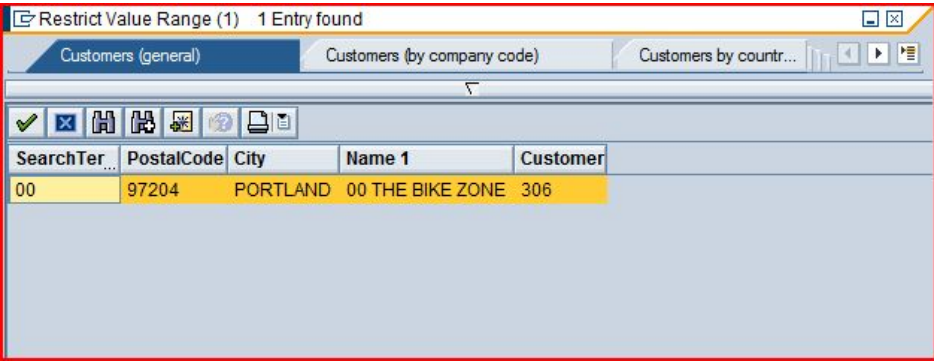 Restrict Value Range (1) 1 Entry found
Customers (general) Customers (by company code) Customers by countr...
SearchTer... PostalCode City Name 1 Customer
00 97204 PORTLAND 00 THE BIKE ZONE 306